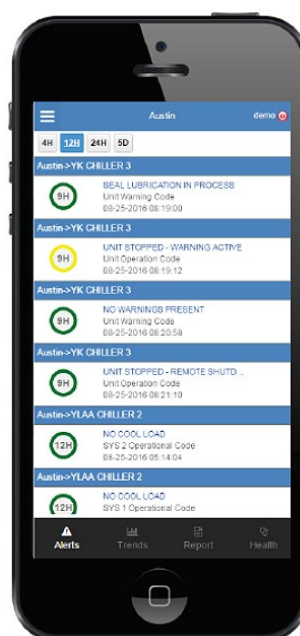 Austin
demo
4H 12H 24H 5D
Austin->YK CHILLER 3
9H
SEAL LUBRICATION IN PROCESS
Unit Warning Code
08-25-2016 08:19:00
Austin->YK CHILLER 3
9H
UNIT STOPPED - WARNING ACTIVE
Unit Operation Code
08-25-2016 08:19:12
Austin->YK CHILLER 3
9H
NO WARNINGS PRESENT
Unit Warning Code
08-25-2016 08:20:58
Austin->YK CHILLER 3
9H
UNIT STOPPED - REMOTE SHUTD...
Unit Operation Code
08-25-2016 08:21:10
Austin->YLAA CHILLER 2
12H
NO COOL LOAD
SYS 2 Operational Code
08-25-2016 05:14:04
Austin->YLAA CHILLER 2
12H
NO COOL LOAD
SYS 1 Operational Code
Alerts Trends Report Health